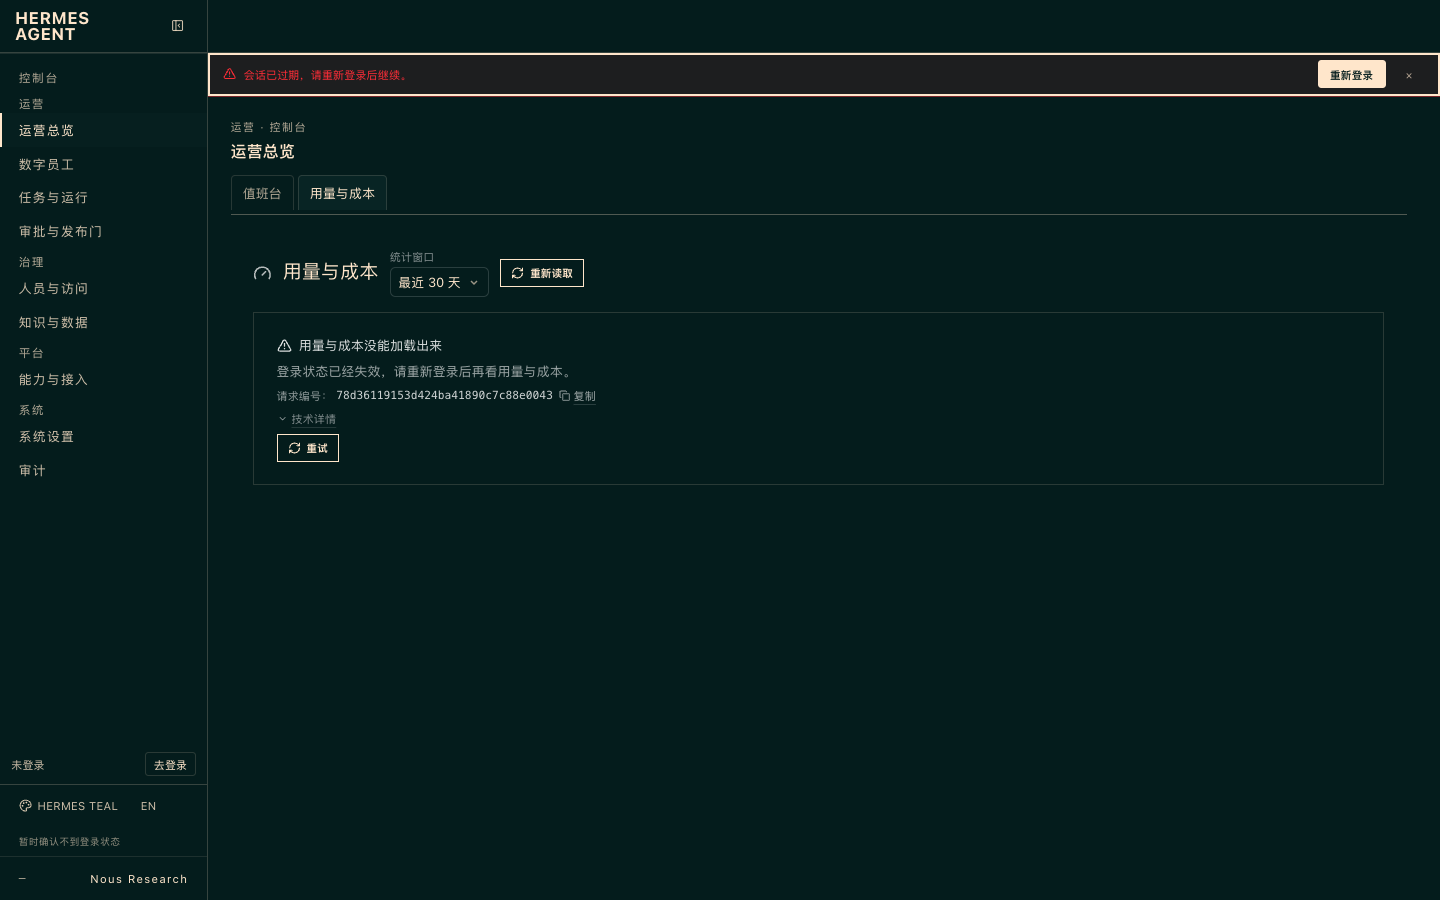 HERMES
AGENT
控制台
运营
运营总览
数字员工
任务与运行
审批与发布门
治理
人员与访问
知识与数据
平台
能力与接入
系统
系统设置
审计
未登录
去登录
HERMES TEAL
EN
暂时确认不到登录状态
—
Nous Research
会话已过期，请重新登录后继续。
重新登录
×
运营 · 控制台
运营总览
值班台
用量与成本
用量与成本
统计窗口
最近 30 天
重新读取
用量与成本没能加载出来
登录状态已经失效，请重新登录后再看用量与成本。
请求编号： 78d36119153d424ba41890c7c88e0043 复制
技术详情
重试